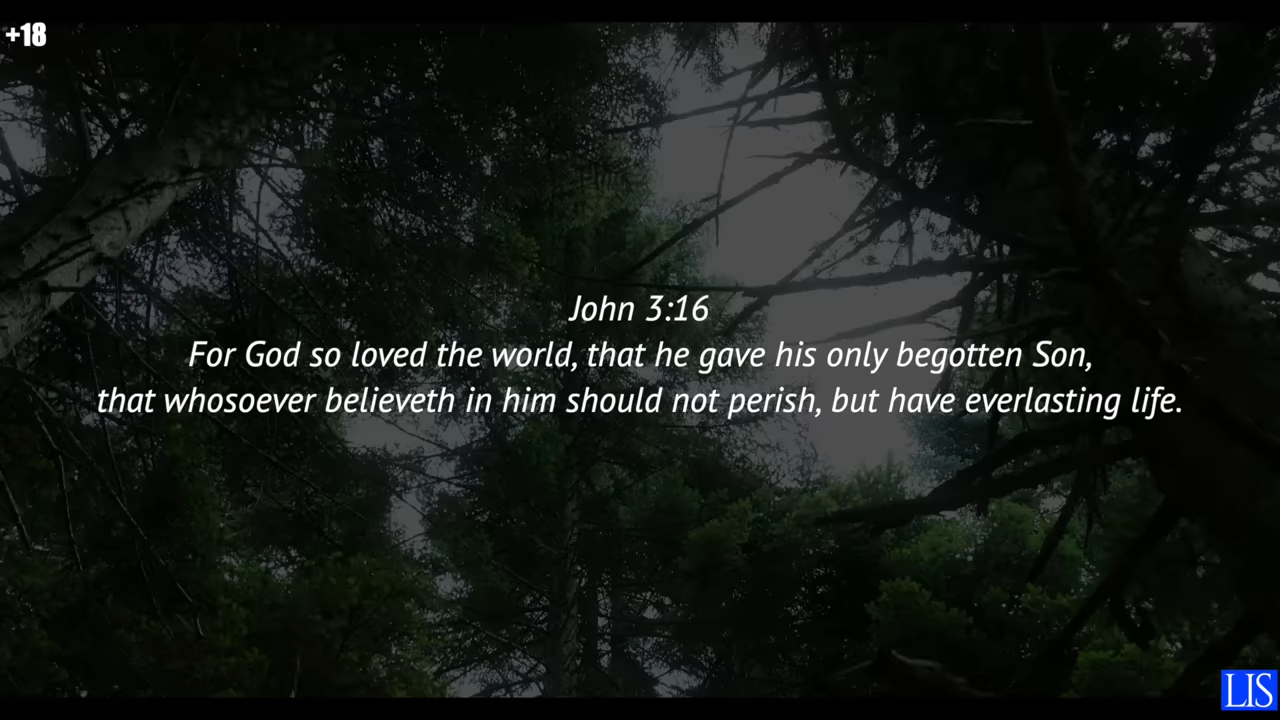 +18
John 3:16
For God so loved the world, that he gave his only begotten Son,
that whosoever believeth in him should not perish, but have everlasting life.
LIS